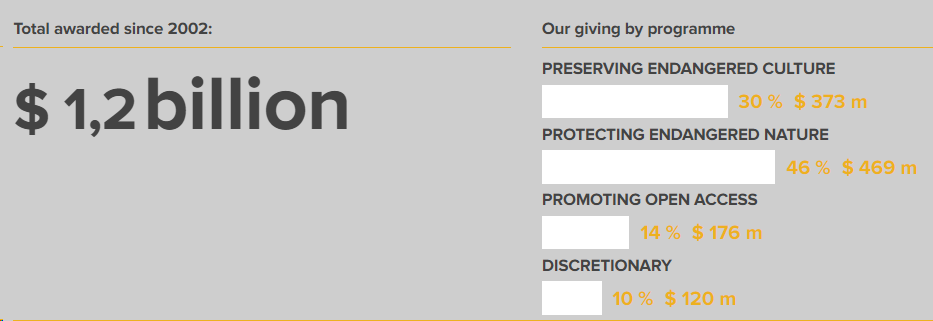 Total awarded since 2002:
$ 1,2 billion
Our giving by programme
PRESERVING ENDANGERED CULTURE
30 % $ 373 m
PROTECTING ENDANGERED NATURE
46 % $ 469 m
PROMOTING OPEN ACCESS
14 % $ 176 m
DISCRETIONARY
10 % $ 120 m